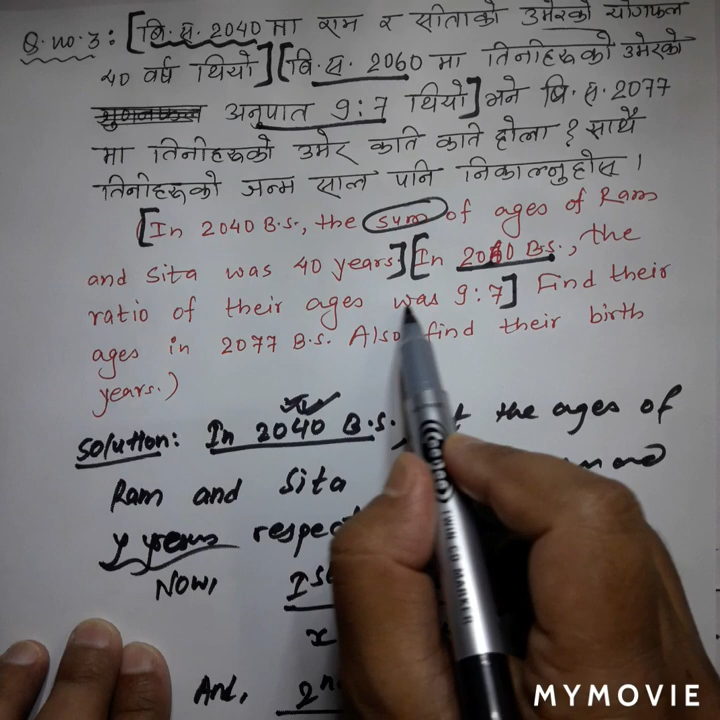 Q.no.3: [बि.स. 2040 मा राम र सीताको उमेरको योगफल
40 वर्ष थियो] [बि.स. 2060 मा तिनीहरुको उमेरको
अनुपात 9:7 थियो] भने बि.स. 2077
मा तिनीहरुको उमेर कति कति होला ? साथै
तिनीहरुको जन्म साल पनि निकाल्नुहोस् ।
[In 2040 B.S., the sum of ages of Ram
and Sita was 40 years] [In 2060 B.S., the
ratio of their ages was 9:7] Find their
ages in 2077 B.S. Also find their birth
years.)
Solution: In 2040 B.S., the ages of
Ram and Sita
y years
Now,
x
And,
MYMOVIE